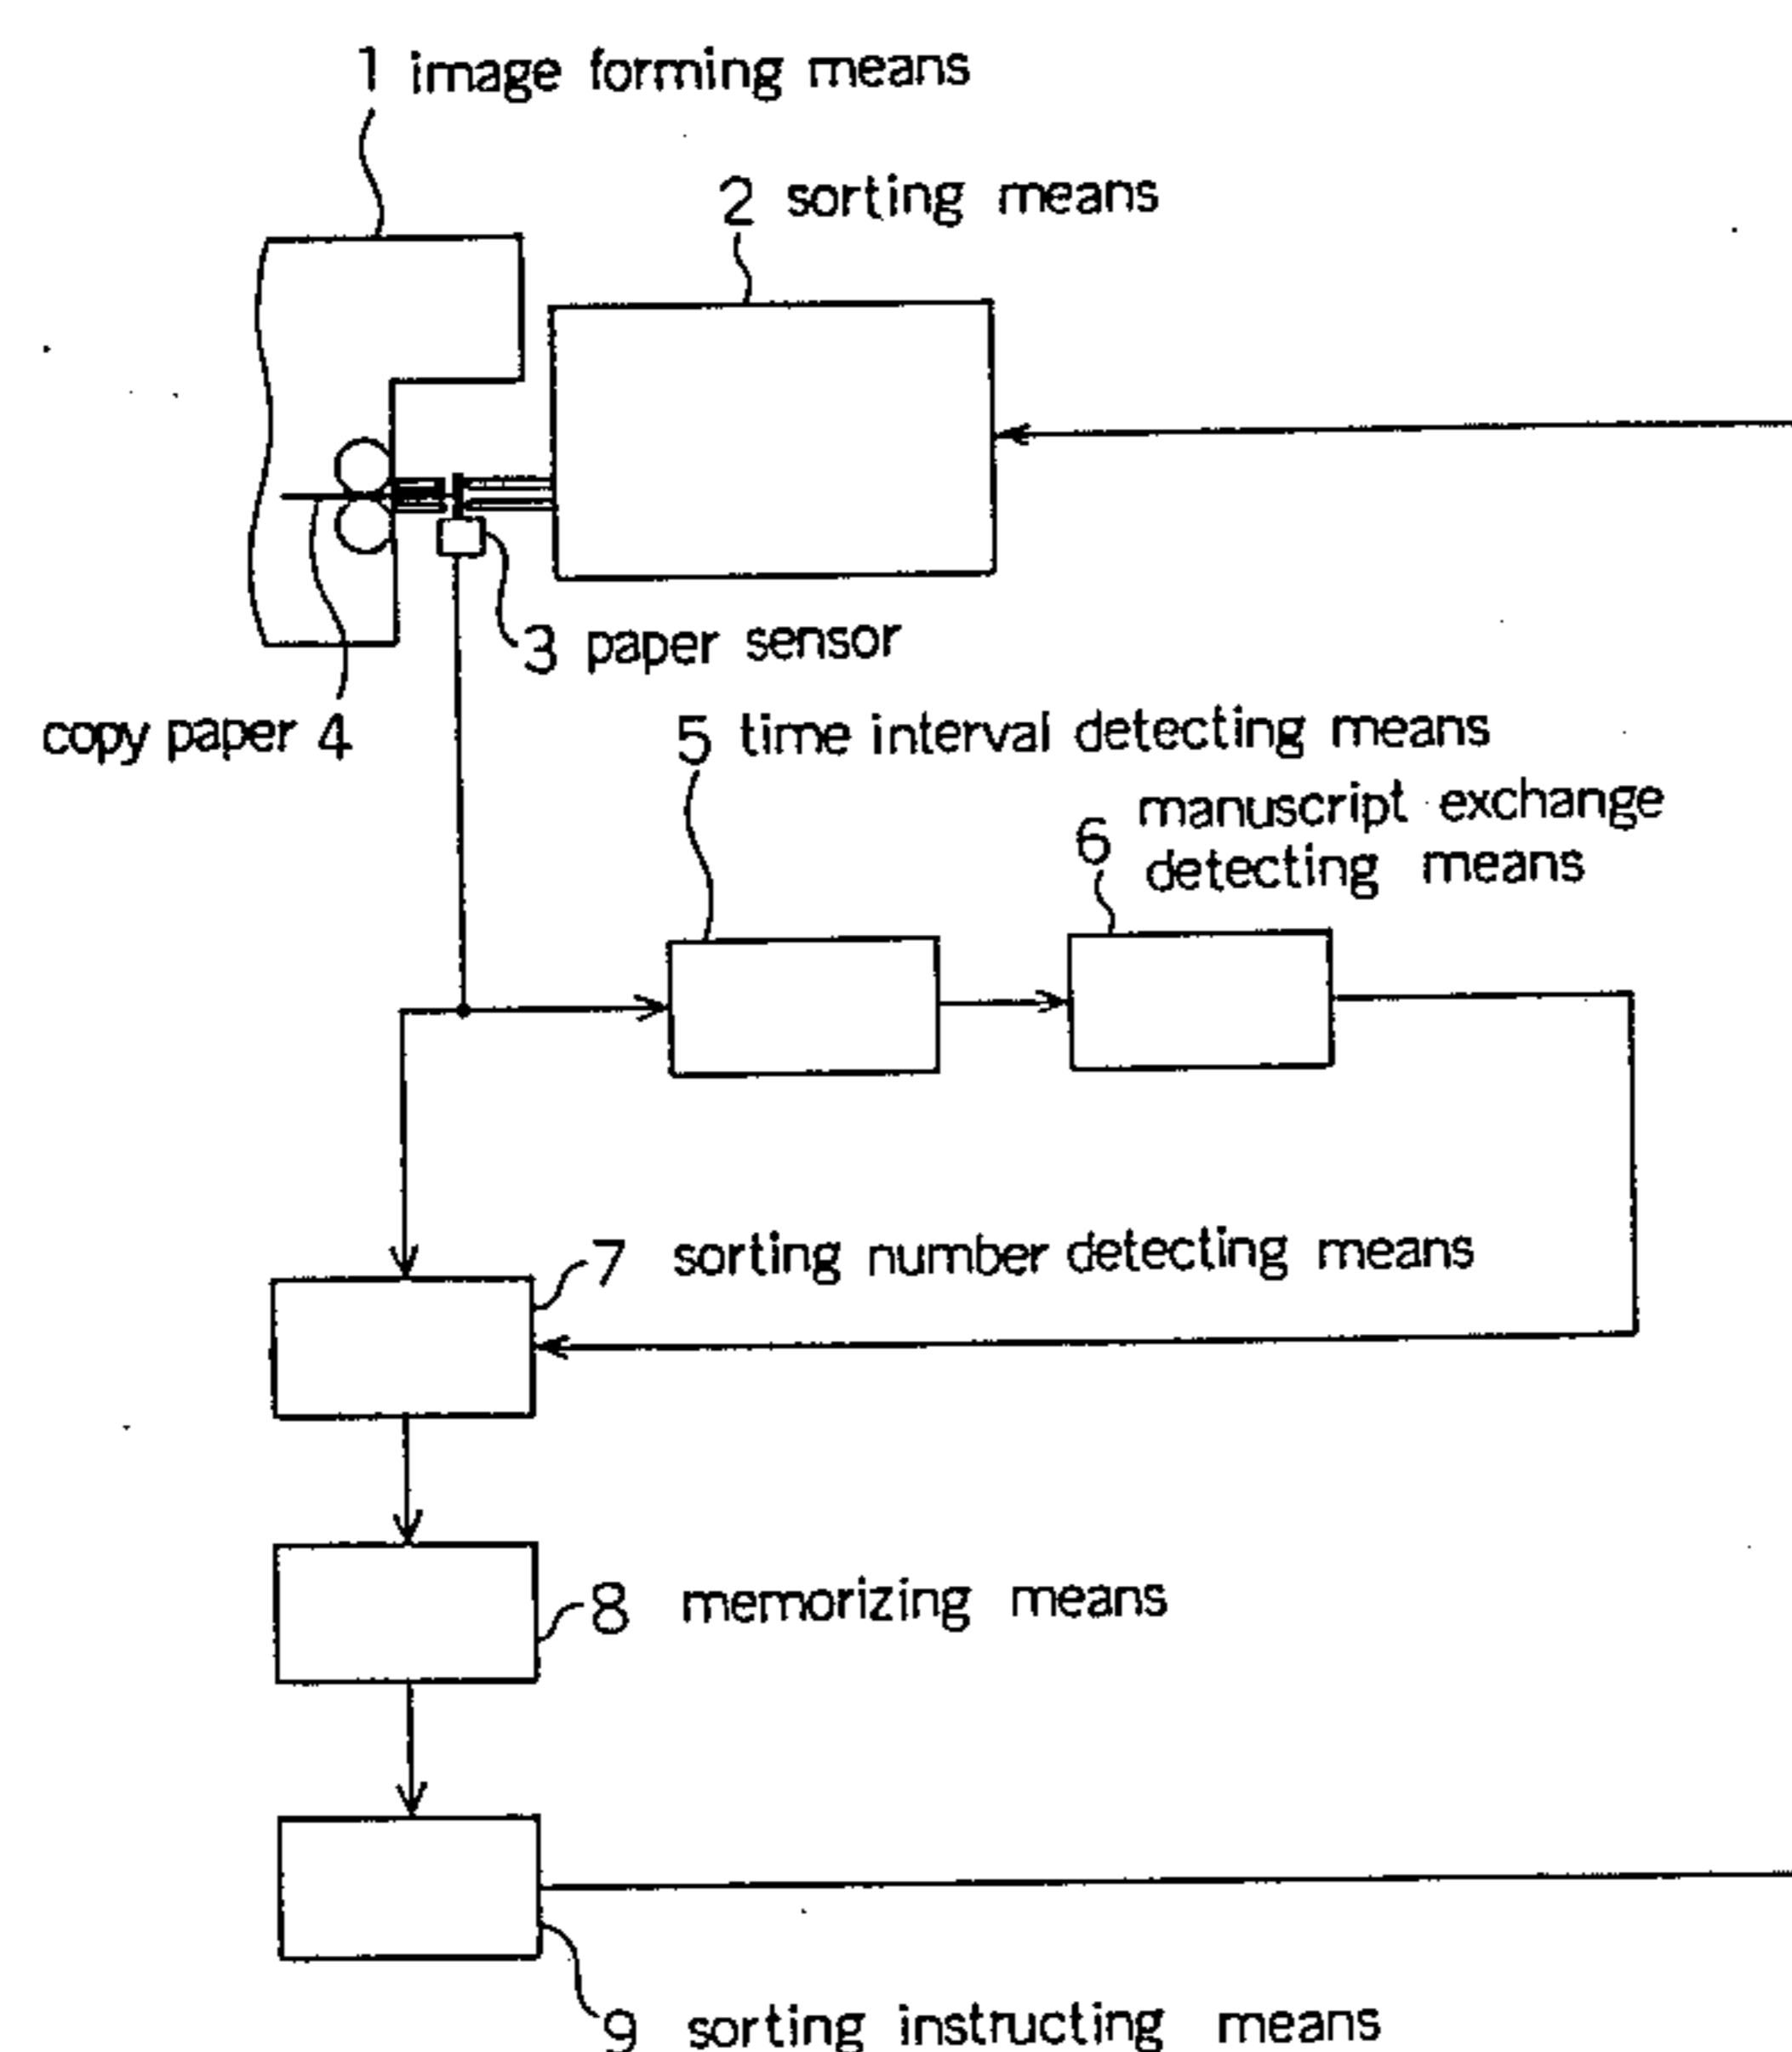 1 image forming means
2 sorting means
3 paper sensor
copy paper 4
5 time interval detecting means
6 manuscript exchange
detecting means
7 sorting number detecting means
8 memorizing means
9 sorting instructing means